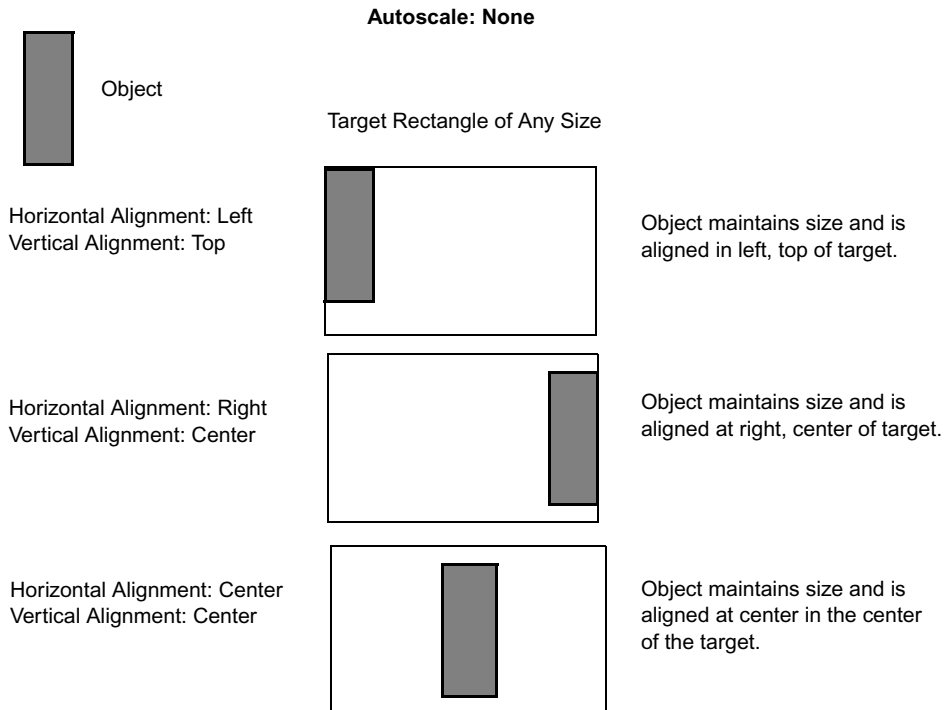 Autoscale: None
Object
Target Rectangle of Any Size
Horizontal Alignment: Left
Vertical Alignment: Top
Object maintains size and is
aligned in left, top of target.
Horizontal Alignment: Right
Vertical Alignment: Center
Object maintains size and is
aligned at right, center of target.
Horizontal Alignment: Center
Vertical Alignment: Center
Object maintains size and is
aligned at center in the center
of the target.